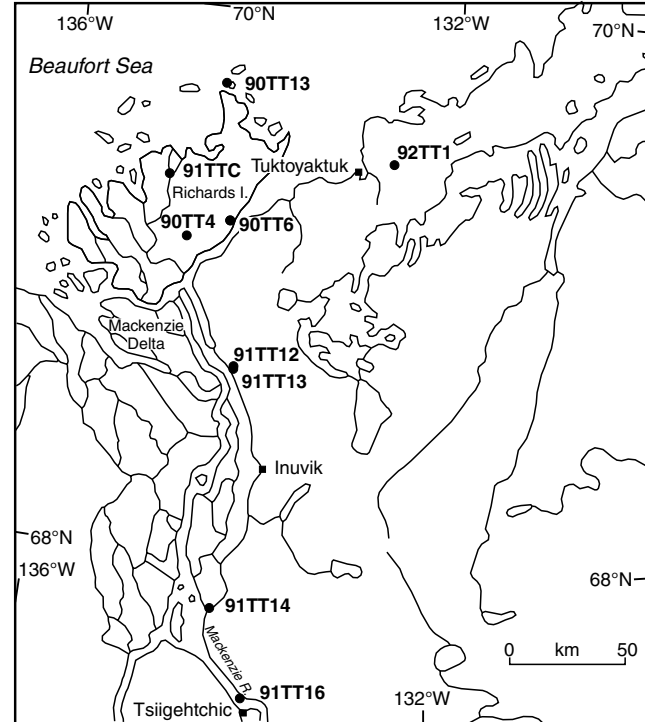 136°W
70°N
132°W
70°N
Beaufort Sea
90TT13
92TT1
91TTC
Tuktoyaktuk
Richards I.
90TT4
90TT6
Mackenzie
Delta
91TT12
91TT13
Inuvik
68°N
136°W
68°N
91TT14
0 km 50
Mackenzie R.
91TT16
Tsiigehtchic
132°W